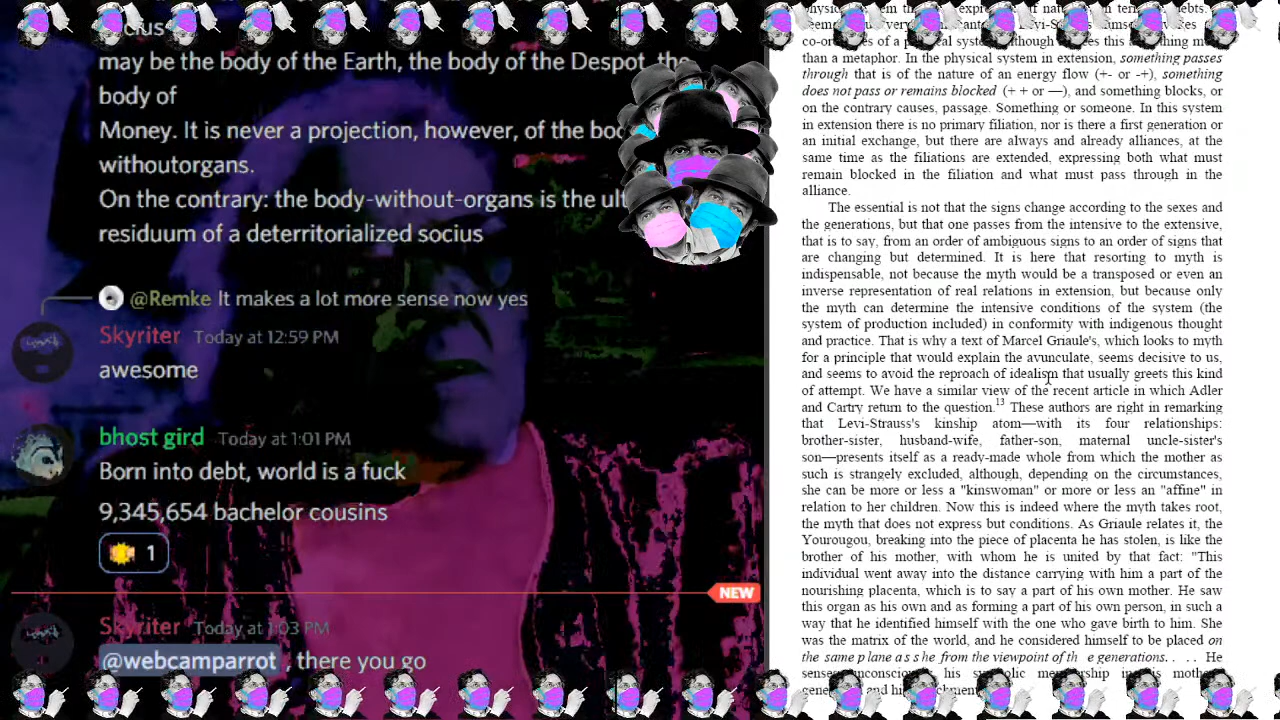 may be the body of the Earth, the body of the Despot, the
body of
Money. It is never a projection, however, of the
withoutorgans.
On the contrary: the body-without-organs is the
residuum of a deterritorialized socius
@Remke It makes a lot more sense now yes
Skyriter Today at 12:59 PM
awesome
bhost gird Today at 1:01 PM
Born into debt, world is a fuck
9,345,654 bachelor cousins
1
NEW
Skyriter Today at 1:03 PM
@webcamparrot , there you go
than a metaphor. In the physical system in extension, something passes
through that is of the nature of an energy flow (+- or -+), something
does not pass or remains blocked (+ + or —), and something blocks, or
on the contrary causes, passage. Something or someone. In this system
in extension there is no primary filiation, nor is there a first generation or
an initial exchange, but there are always and already alliances, at the
same time as the filiations are extended, expressing both what must
remain blocked in the filiation and what must pass through in the
alliance.
The essential is not that the signs change according to the sexes and
the generations, but that one passes from the intensive to the extensive,
that is to say, from an order of ambiguous signs to an order of signs that
are changing but determined. It is here that resorting to myth is
indispensable, not because the myth would be a transposed or even an
inverse representation of real relations in extension, but because only
the myth can determine the intensive conditions of the system (the
system of production included) in conformity with indigenous thought
and practice. That is why a text of Marcel Griaule's, which looks to myth
for a principle that would explain the avunculate, seems decisive to us,
and seems to avoid the reproach of idealism that usually greets this kind
of attempt. We have a similar view of the recent article in which Adler
and Cartry return to the question.13 These authors are right in remarking
that Levi-Strauss's kinship atom—with its four relationships:
brother-sister, husband-wife, father-son, maternal uncle-sister's
son—presents itself as a ready-made whole from which the mother as
such is strangely excluded, although, depending on the circumstances,
she can be more or less a "kinswoman" or more or less an "affine" in
relation to her children. Now this is indeed where the myth takes root,
the myth that does not express but conditions. As Griaule relates it, the
Yourougou, breaking into the piece of placenta he has stolen, is like the
brother of his mother, with whom he is united by that fact: "This
individual went away into the distance carrying with him a part of the
nourishing placenta, which is to say a part of his own mother. He saw
this organ as his own and as forming a part of his own person, in such a
way that he identified himself with the one who gave birth to him. She
was the matrix of the world, and he considered himself to be placed on
the same p lane a s s he from the viewpoint of th e generations. . . . He